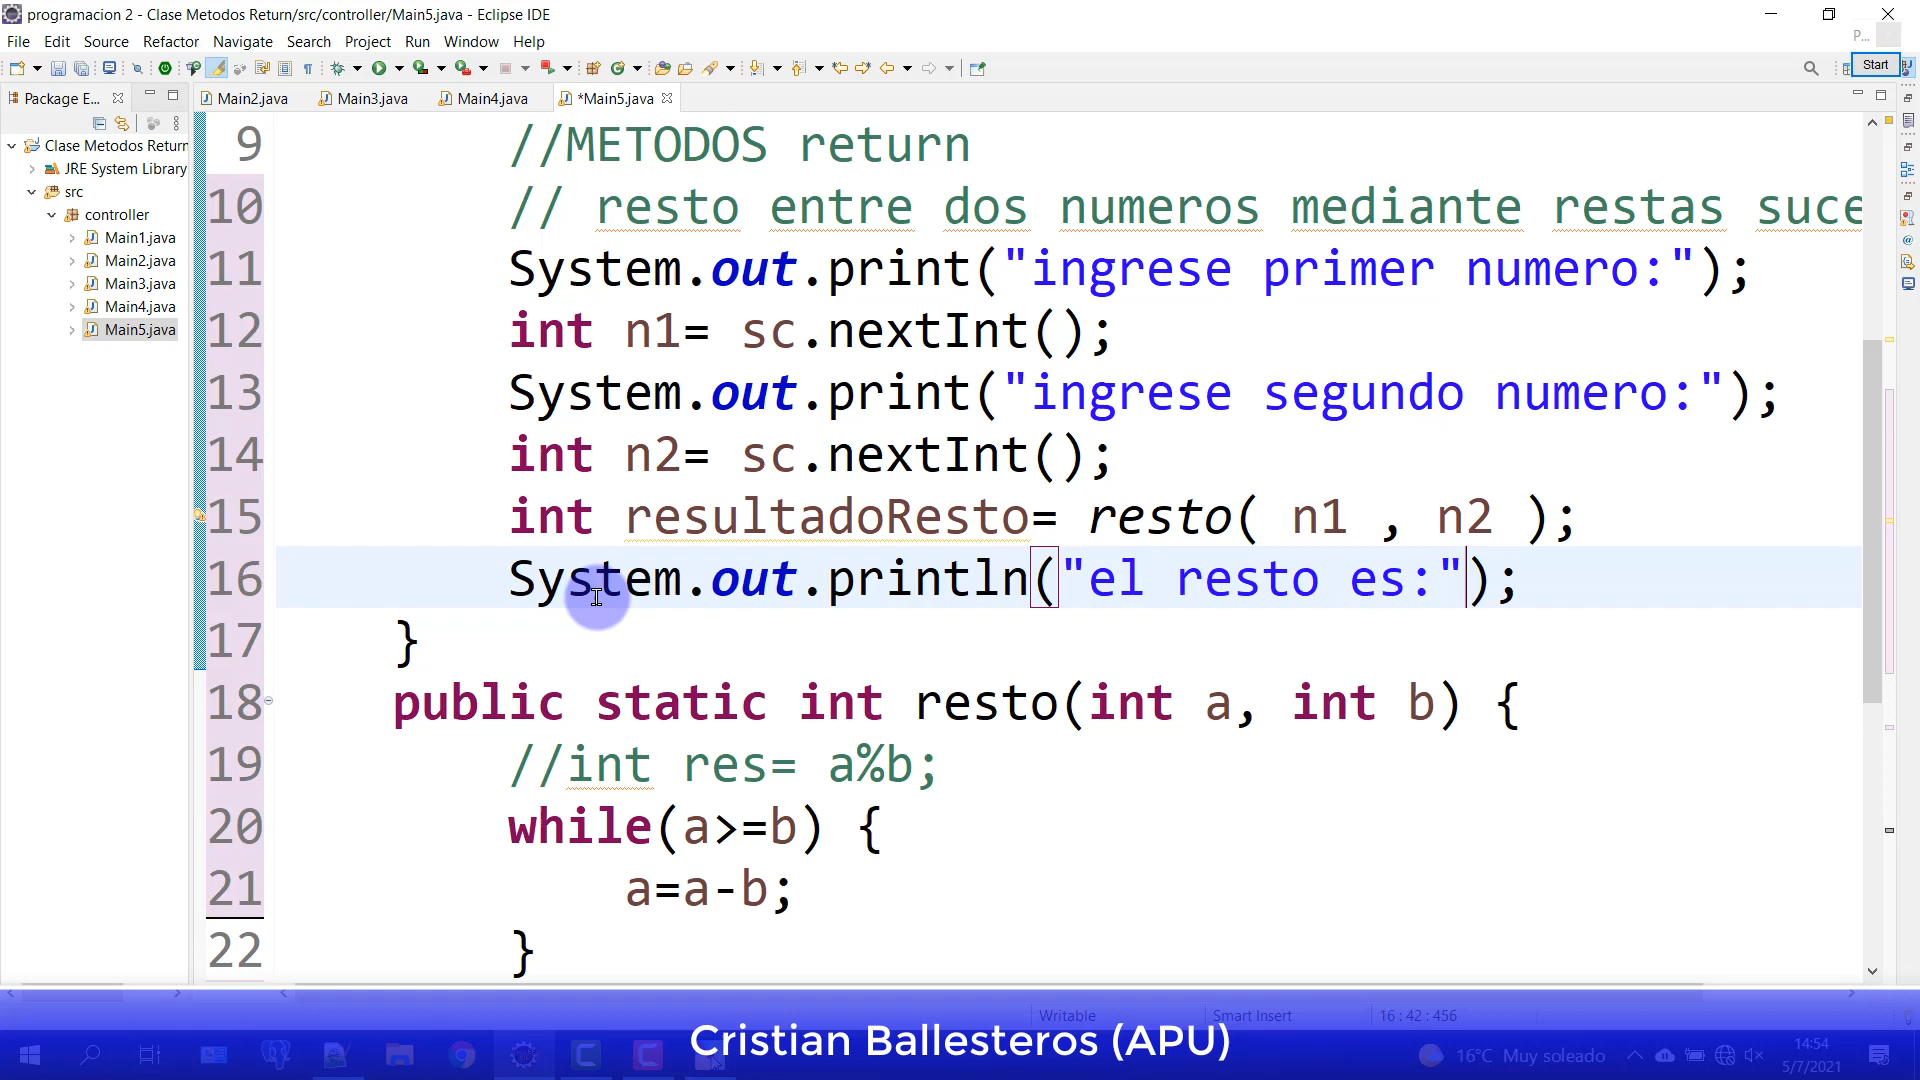 programacion 2 - Clase Metodos Return/src/controller/Main5.java - Eclipse IDE
File Edit Source Refactor Navigate Search Project Run Window Help
P...
Start
Package E...
Main2.java Main3.java Main4.java *Main5.java
Clase Metodos Return
JRE System Library
src
controller
Main1.java
Main2.java
Main3.java
Main4.java
Main5.java
9 //METODOS return
10 // resto entre dos numeros mediante restas suce
11 System.out.print("ingrese primer numero:");
12 int n1= sc.nextInt();
13 System.out.print("ingrese segundo numero:");
14 int n2= sc.nextInt();
15 int resultadoResto= resto( n1 , n2 );
16 System.out.println("el resto es:");
17 }
18 public static int resto(int a, int b) {
19 //int res= a%b;
20 while(a>=b) {
21 a=a-b;
22 }
Writable Smart Insert 16 : 42 : 456
Cristian Ballesteros (APU)
16°C Muy soleado
14:54
5/7/2021